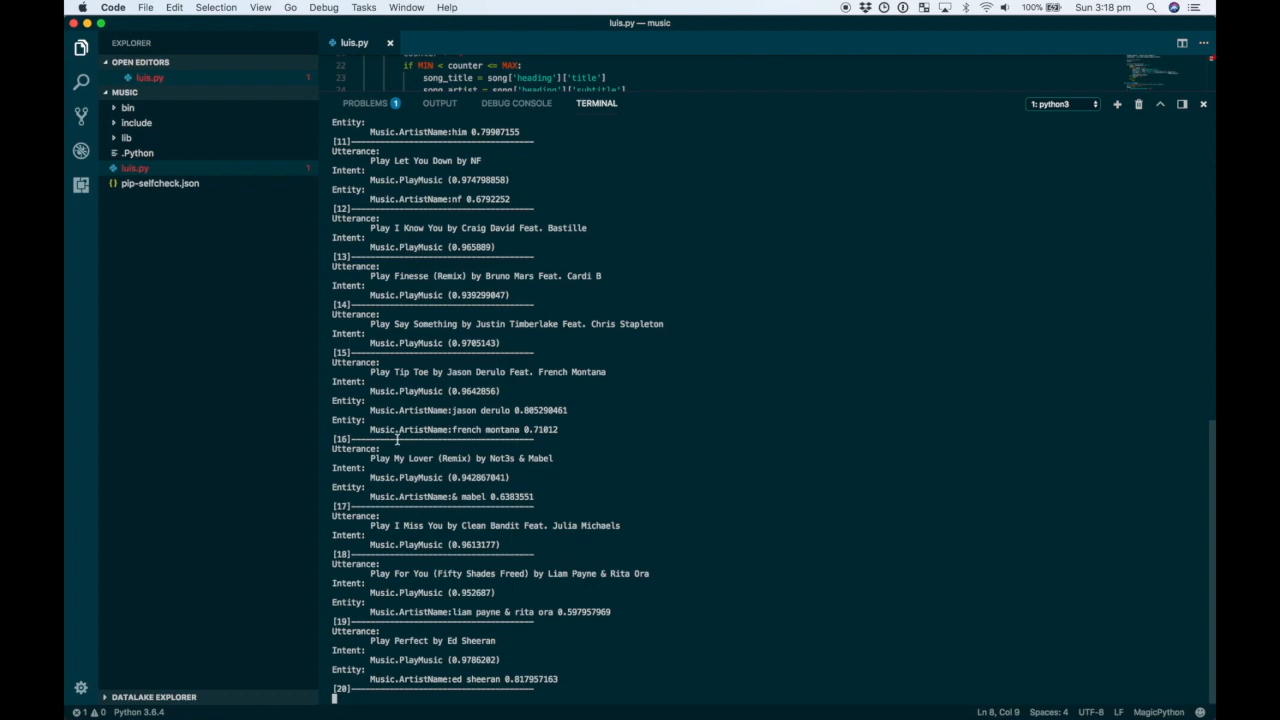 Code File Edit Selection View Go Debug Tasks Window Help 100% Sun 3:18 pm
luis.py — music
EXPLORER
OPEN EDITORS
luis.py 1
MUSIC
bin
include
lib
.Python
luis.py 1
{} pip-selfcheck.json
DATALAKE EXPLORER
luis.py
22 if MIN < counter <= MAX:
23 song_title = song['heading']['title']
24 song_artist = song['heading']['subtitle']
PROBLEMS 1 OUTPUT DEBUG CONSOLE TERMINAL 1: python3
Entity:
Music.ArtistName:him 0.79907155
[11]----------------------------------
Utterance:
Play Let You Down by NF
Intent:
Music.PlayMusic (0.974798858)
Entity:
Music.ArtistName:nf 0.6792252
[12]----------------------------------
Utterance:
Play I Know You by Craig David Feat. Bastille
Intent:
Music.PlayMusic (0.965889)
[13]----------------------------------
Utterance:
Play Finesse (Remix) by Bruno Mars Feat. Cardi B
Intent:
Music.PlayMusic (0.939299047)
[14]----------------------------------
Utterance:
Play Say Something by Justin Timberlake Feat. Chris Stapleton
Intent:
Music.PlayMusic (0.9705143)
[15]----------------------------------
Utterance:
Play Tip Toe by Jason Derulo Feat. French Montana
Intent:
Music.PlayMusic (0.9642856)
Entity:
Music.ArtistName:jason derulo 0.805290461
Entity:
Music.ArtistName:french montana 0.71012
[16]----------------------------------
Utterance:
Play My Lover (Remix) by Not3s & Mabel
Intent:
Music.PlayMusic (0.942867041)
Entity:
Music.ArtistName:& mabel 0.6383551
[17]----------------------------------
Utterance:
Play I Miss You by Clean Bandit Feat. Julia Michaels
Intent:
Music.PlayMusic (0.9613177)
[18]----------------------------------
Utterance:
Play For You (Fifty Shades Freed) by Liam Payne & Rita Ora
Intent:
Music.PlayMusic (0.952687)
Entity:
Music.ArtistName:liam payne & rita ora 0.597957969
[19]----------------------------------
Utterance:
Play Perfect by Ed Sheeran
Intent:
Music.PlayMusic (0.9786202)
Entity:
Music.ArtistName:ed sheeran 0.817957163
[20]----------------------------------
1 0 Python 3.6.4 Ln 8, Col 9 Spaces: 4 UTF-8 LF MagicPython